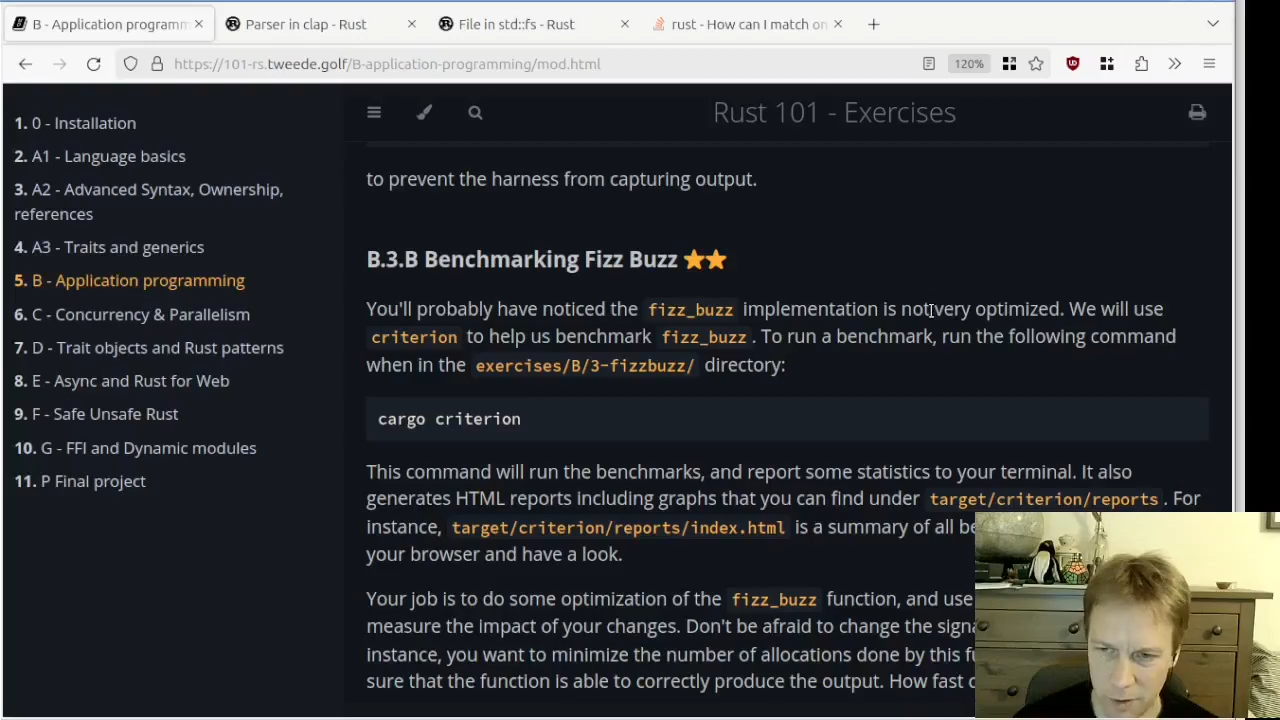 B - Application programm
Parser in clap - Rust
File in std::fs - Rust
rust - How can I match on
https://101-rs.tweede.golf/B-application-programming/mod.html
120%
1. 0 - Installation
2. A1 - Language basics
3. A2 - Advanced Syntax, Ownership,
references
4. A3 - Traits and generics
5. B - Application programming
6. C - Concurrency & Parallelism
7. D - Trait objects and Rust patterns
8. E - Async and Rust for Web
9. F - Safe Unsafe Rust
10. G - FFI and Dynamic modules
11. P Final project
Rust 101 - Exercises
to prevent the harness from capturing output.
B.3.B Benchmarking Fizz Buzz ⭐⭐
You'll probably have noticed the fizz_buzz implementation is not very optimized. We will use
criterion to help us benchmark fizz_buzz. To run a benchmark, run the following command
when in the exercises/B/3-fizzbuzz/ directory:
cargo criterion
This command will run the benchmarks, and report some statistics to your terminal. It also
generates HTML reports including graphs that you can find under target/criterion/reports. For
instance, target/criterion/reports/index.html is a summary of all be
your browser and have a look.
Your job is to do some optimization of the fizz_buzz function, and use
measure the impact of your changes. Don't be afraid to change the signa
instance, you want to minimize the number of allocations done by this fu
sure that the function is able to correctly produce the output. How fast c